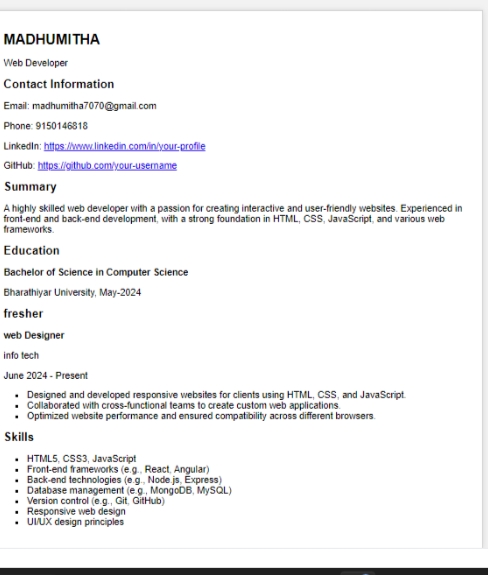 MADHUMITHA
Web Developer
Contact Information
Email: madhumitha7070@gmail.com
Phone: 9150146818
LinkedIn: https://www.linkedin.com/in/your-profile
GitHub: https://github.com/your-username
Summary
A highly skilled web developer with a passion for creating interactive and user-friendly websites. Experienced in
front-end and back-end development, with a strong foundation in HTML, CSS, JavaScript, and various web
frameworks.
Education
Bachelor of Science in Computer Science
Bharathiyar University, May-2024
fresher
web Designer
info tech
June 2024 - Present
• Designed and developed responsive websites for clients using HTML, CSS, and JavaScript.
• Collaborated with cross-functional teams to create custom web applications.
• Optimized website performance and ensured compatibility across different browsers.
Skills
• HTML5, CSS3, JavaScript
• Front-end frameworks (e.g., React, Angular)
• Back-end technologies (e.g., Node.js, Express)
• Database management (e.g., MongoDB, MySQL)
• Version control (e.g., Git, GitHub)
• Responsive web design
• UI/UX design principles